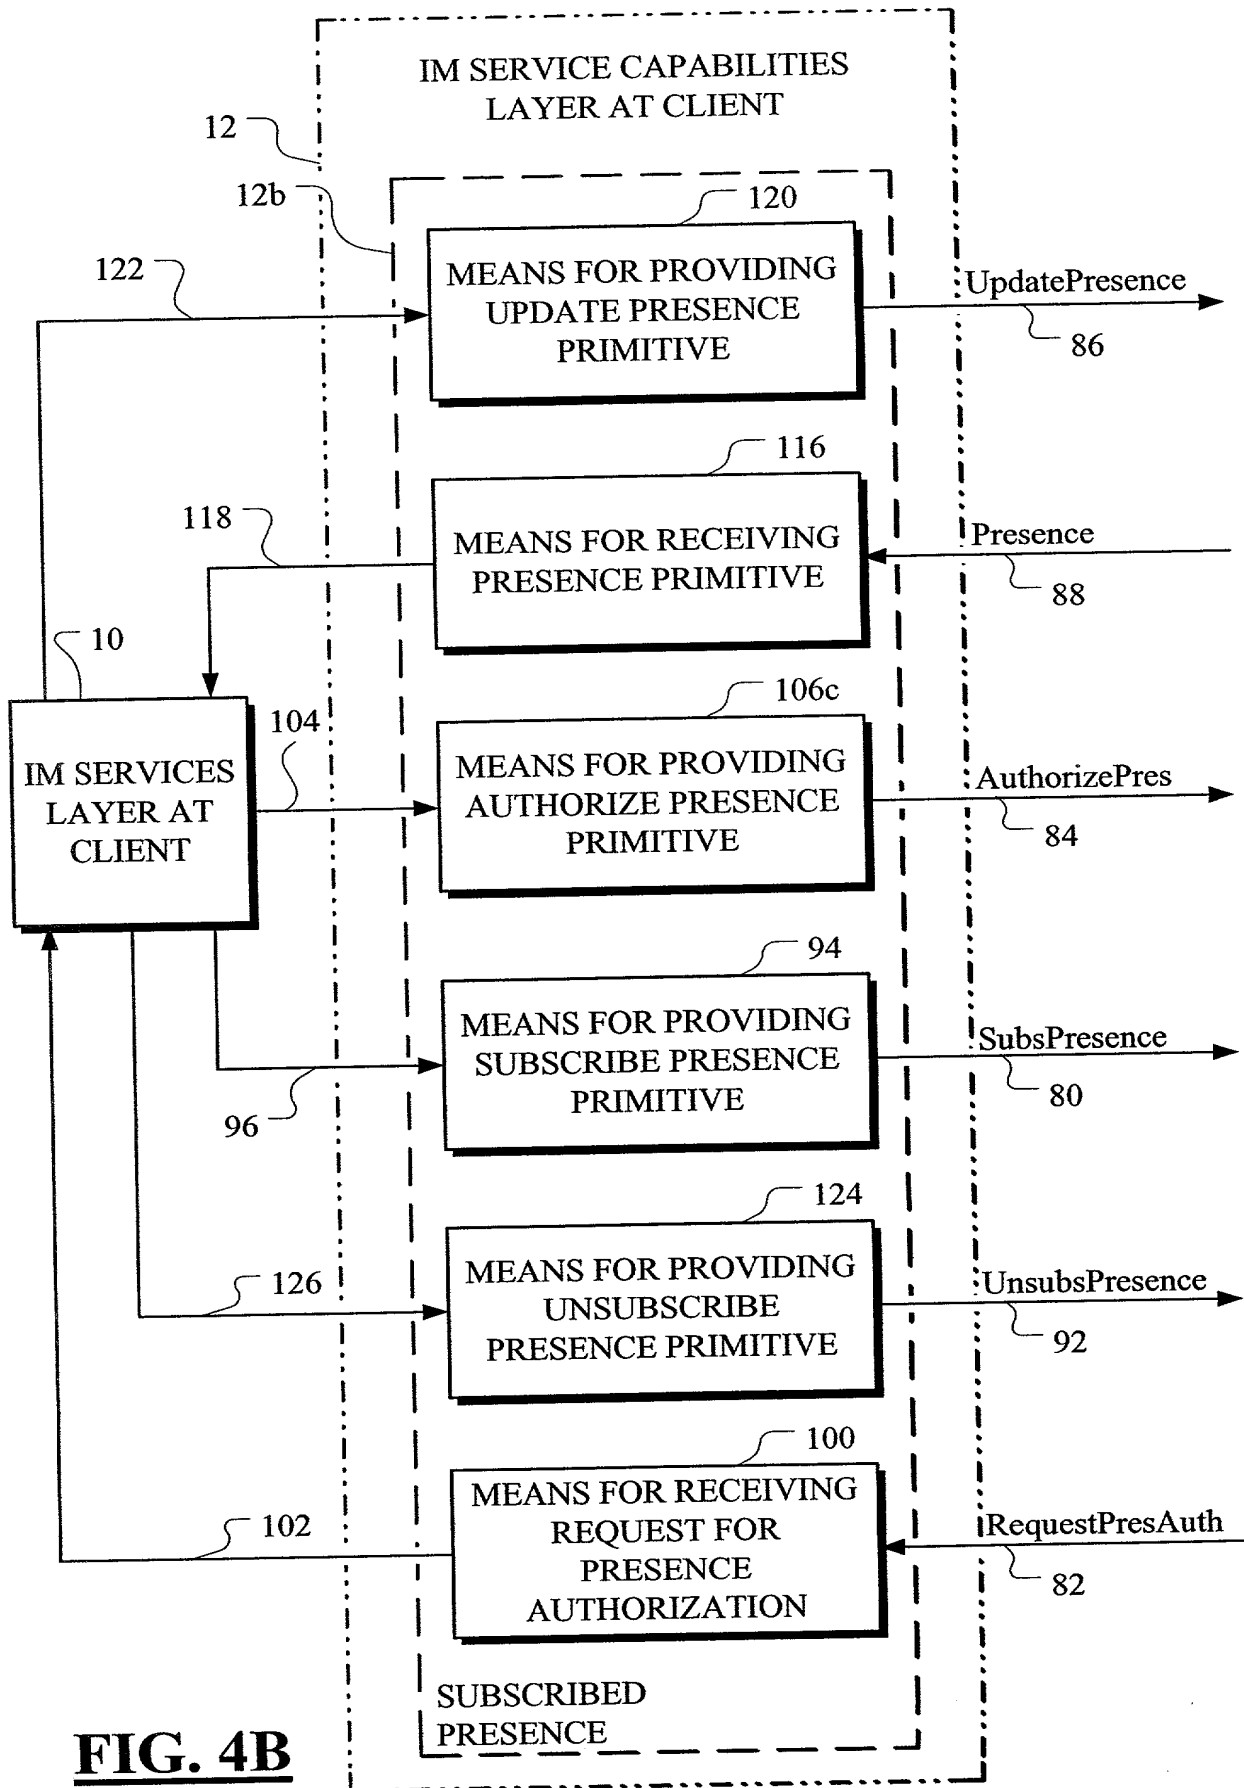 IM SERVICE CAPABILITIES
LAYER AT CLIENT
12
12b
120
122
MEANS FOR PROVIDING
UPDATE PRESENCE
PRIMITIVE
UpdatePresence
86
116
118
MEANS FOR RECEIVING
PRESENCE PRIMITIVE
Presence
88
10
IM SERVICES
LAYER AT
CLIENT
104
106c
MEANS FOR PROVIDING
AUTHORIZE PRESENCE
PRIMITIVE
AuthorizePres
84
94
MEANS FOR PROVIDING
SUBSCRIBE PRESENCE
PRIMITIVE
SubsPresence
80
96
124
126
MEANS FOR PROVIDING
UNSUBSCRIBE
PRESENCE PRIMITIVE
UnsubsPresence
92
100
102
MEANS FOR RECEIVING
REQUEST FOR
PRESENCE
AUTHORIZATION
RequestPresAuth
82
SUBSCRIBED
PRESENCE
FIG. 4B